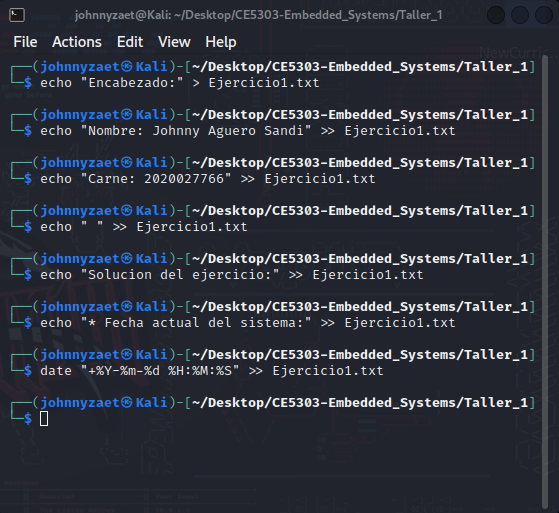 johnnyzaet@Kali: ~/Desktop/CE5303-Embedded_Systems/Taller_1
File Actions Edit View Help
┌──(johnnyzaet㉿Kali)-[~/Desktop/CE5303-Embedded_Systems/Taller_1]
└─$ echo "Encabezado:" > Ejercicio1.txt
┌──(johnnyzaet㉿Kali)-[~/Desktop/CE5303-Embedded_Systems/Taller_1]
└─$ echo "Nombre: Johnny Aguero Sandi" >> Ejercicio1.txt
┌──(johnnyzaet㉿Kali)-[~/Desktop/CE5303-Embedded_Systems/Taller_1]
└─$ echo "Carne: 2020027766" >> Ejercicio1.txt
┌──(johnnyzaet㉿Kali)-[~/Desktop/CE5303-Embedded_Systems/Taller_1]
└─$ echo " " >> Ejercicio1.txt
┌──(johnnyzaet㉿Kali)-[~/Desktop/CE5303-Embedded_Systems/Taller_1]
└─$ echo "Solucion del ejercicio:" >> Ejercicio1.txt
┌──(johnnyzaet㉿Kali)-[~/Desktop/CE5303-Embedded_Systems/Taller_1]
└─$ echo "* Fecha actual del sistema:" >> Ejercicio1.txt
┌──(johnnyzaet㉿Kali)-[~/Desktop/CE5303-Embedded_Systems/Taller_1]
└─$ date "+%Y-%m-%d %H:%M:%S" >> Ejercicio1.txt
┌──(johnnyzaet㉿Kali)-[~/Desktop/CE5303-Embedded_Systems/Taller_1]
└─$